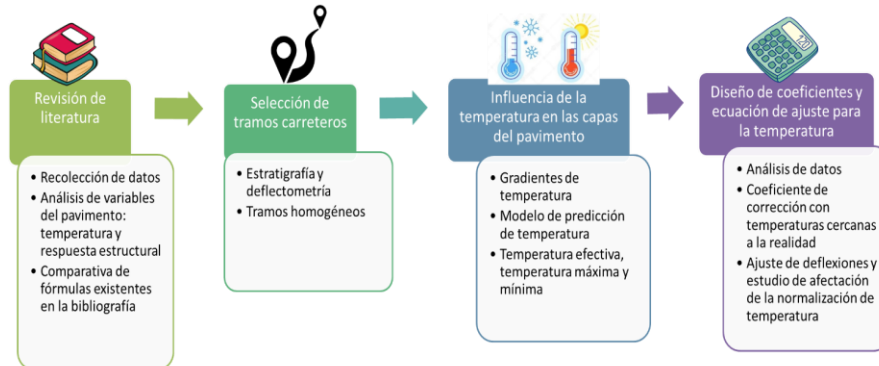 Revisión de
literatura
• Recolección de datos
• Análisis de variables
del pavimento:
temperatura y
respuesta estructural
• Comparativa de
fórmulas existentes
en la bibliografía
Selección de
tramos carreteros
• Estratigrafía y
deflectometría
• Tramos homogéneos
Influencia de la
temperatura en las capas
del pavimento
• Gradientes de
temperatura
• Modelo de predicción
de temperatura
• Temperatura efectiva,
temperatura máxima y
mínima
Diseño de coeficientes y
ecuación de ajuste para
la temperatura
• Análisis de datos
• Coeficiente de
corrección con
temperaturas cercanas
a la realidad
• Ajuste de deflexiones y
estudio de afectación
de la normalización de
temperatura